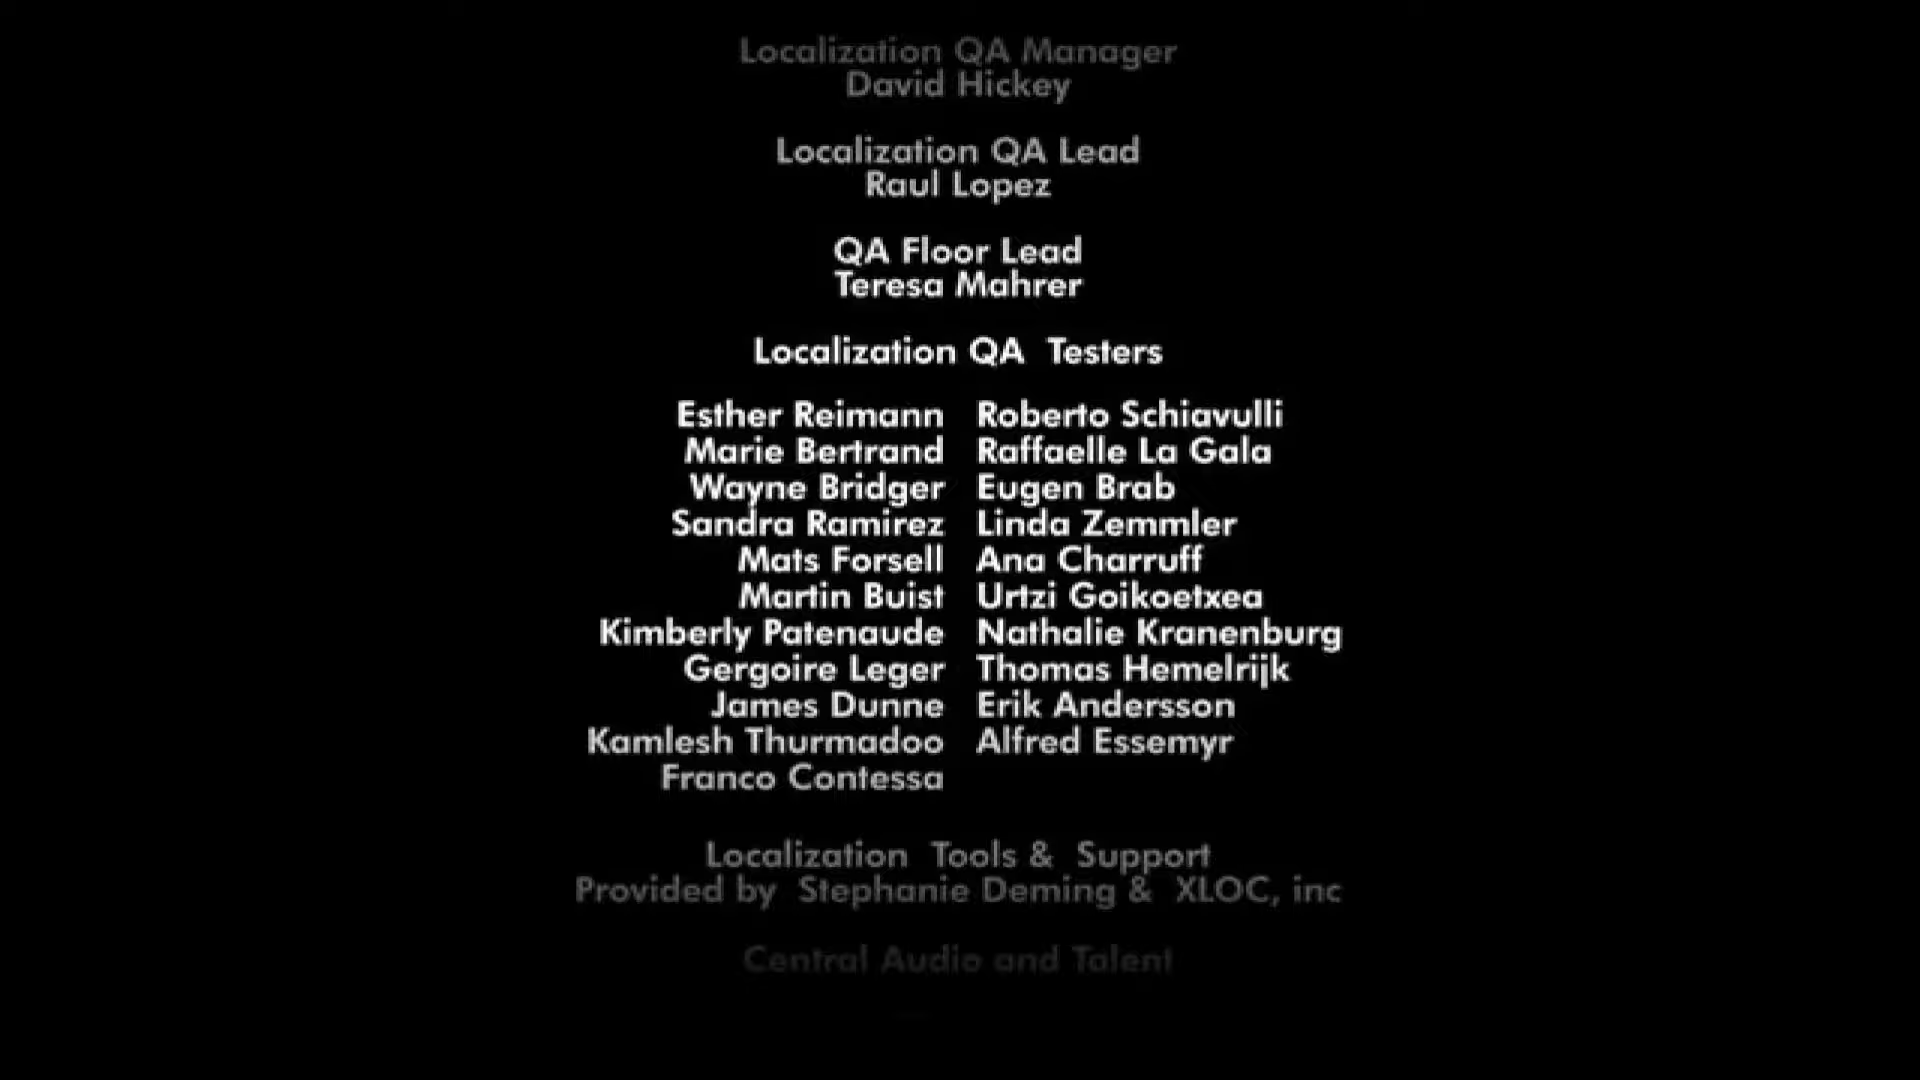 Localization QA Manager
David Hickey
Localization QA Lead
Raul Lopez
QA Floor Lead
Teresa Mahrer
Localization QA Testers
Esther Reimann Roberto Schiavulli
Marie Bertrand Raffaelle La Gala
Wayne Bridger Eugen Brab
Sandra Ramirez Linda Zemmler
Mats Forsell Ana Charruff
Martin Buist Urtzi Goikoetxea
Kimberly Patenaude Nathalie Kranenburg
Gergoire Leger Thomas Hemelrijk
James Dunne Erik Andersson
Kamlesh Thurmadoo Alfred Essemyr
Franco Contessa
Localization Tools & Support
Provided by Stephanie Deming & XLOC, inc
Central Audio and Talent